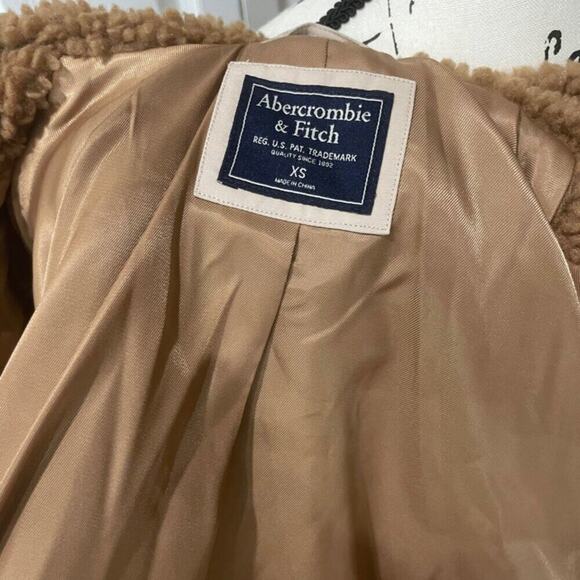 Abercrombie
& Fitch
REG. U.S. PAT. TRADEMARK
QUALITY SINCE 1892
XS
MADE IN CHINA